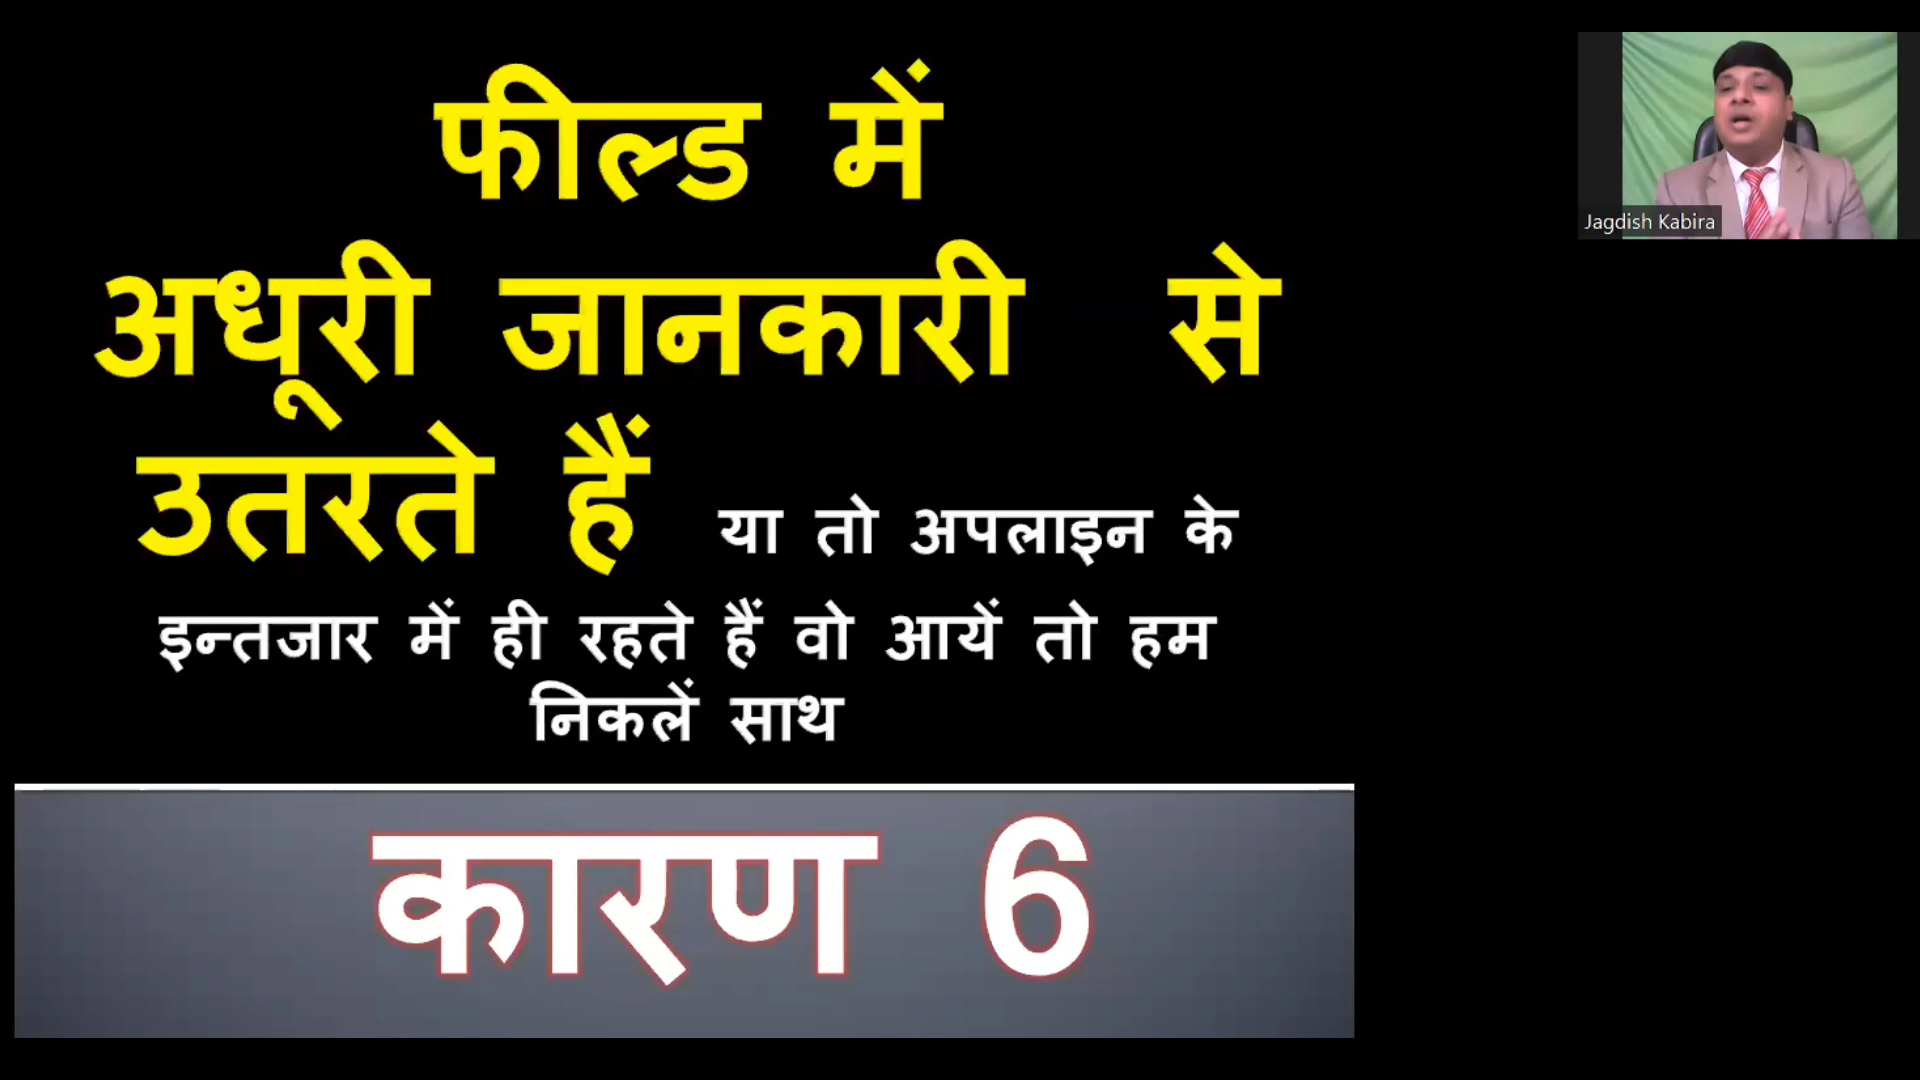 फील्ड में
अधूरी जानकारी से
उतरते हैं या तो अपलाइन के
इन्तजार में ही रहते हैं वो आयें तो हम
निकलें साथ
कारण 6
Jagdish Kabira